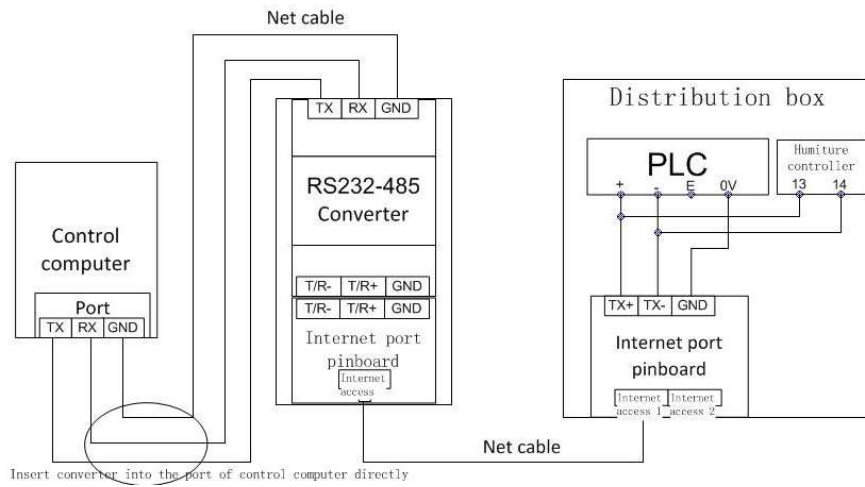 Net cable
TX RX GND
RS232-485
Converter
T/R- T/R+ GND
T/R- T/R+ GND
Internet port
pinboard
Internet
access
Control
computer
Port
TX RX GND
Insert converter into the port of control computer directly
Net cable
Distribution box
PLC
+ - E 0V
Humiture
controller
13 14
TX+ TX- GND
Internet port
pinboard
Internet Internet
access 1 access 2